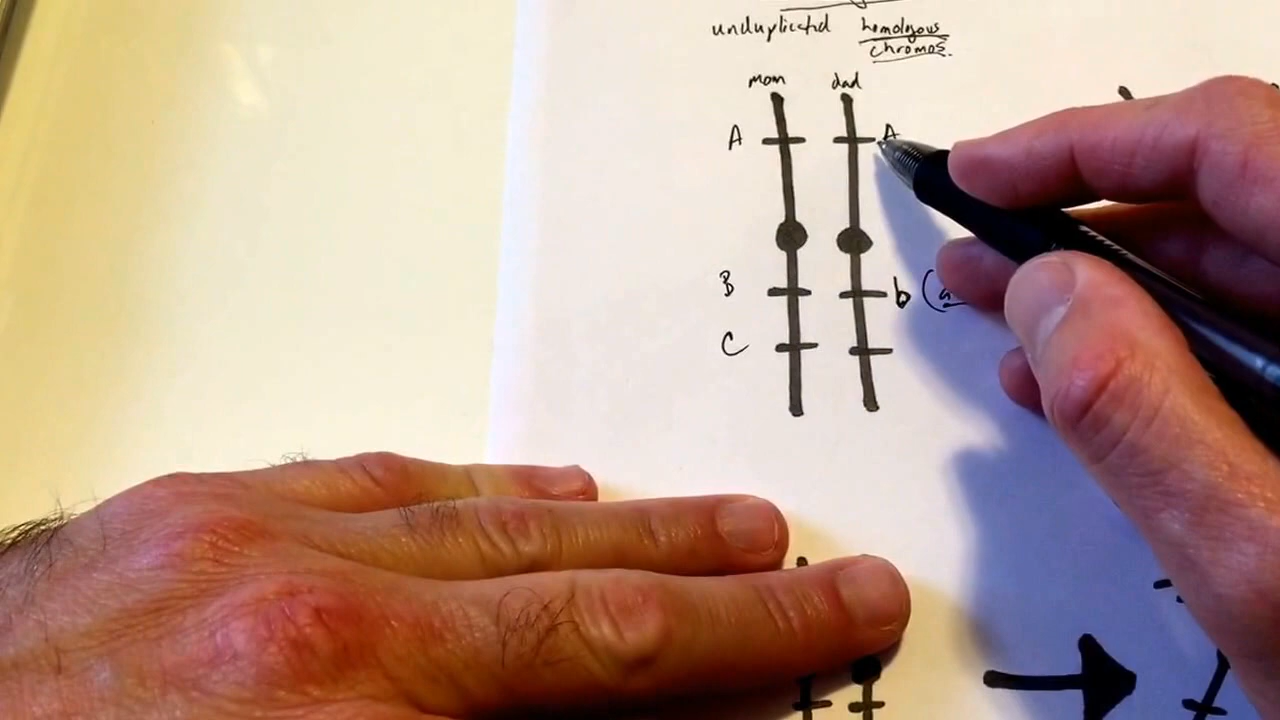 unduplicated homologous
chromos.
mom dad
A A
B b
C